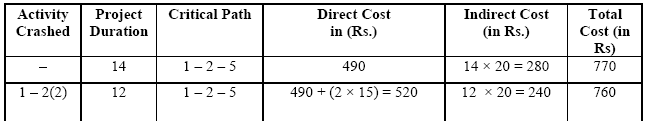 Activity Crashed Project Duration Critical Path Direct Cost in (Rs.) Indirect Cost (in Rs.) Total Cost (in Rs)
– 14 1 – 2 – 5 490 14 × 20 = 280 770
1 – 2(2) 12 1 – 2 – 5 490 + (2 × 15) = 520 12 × 20 = 240 760